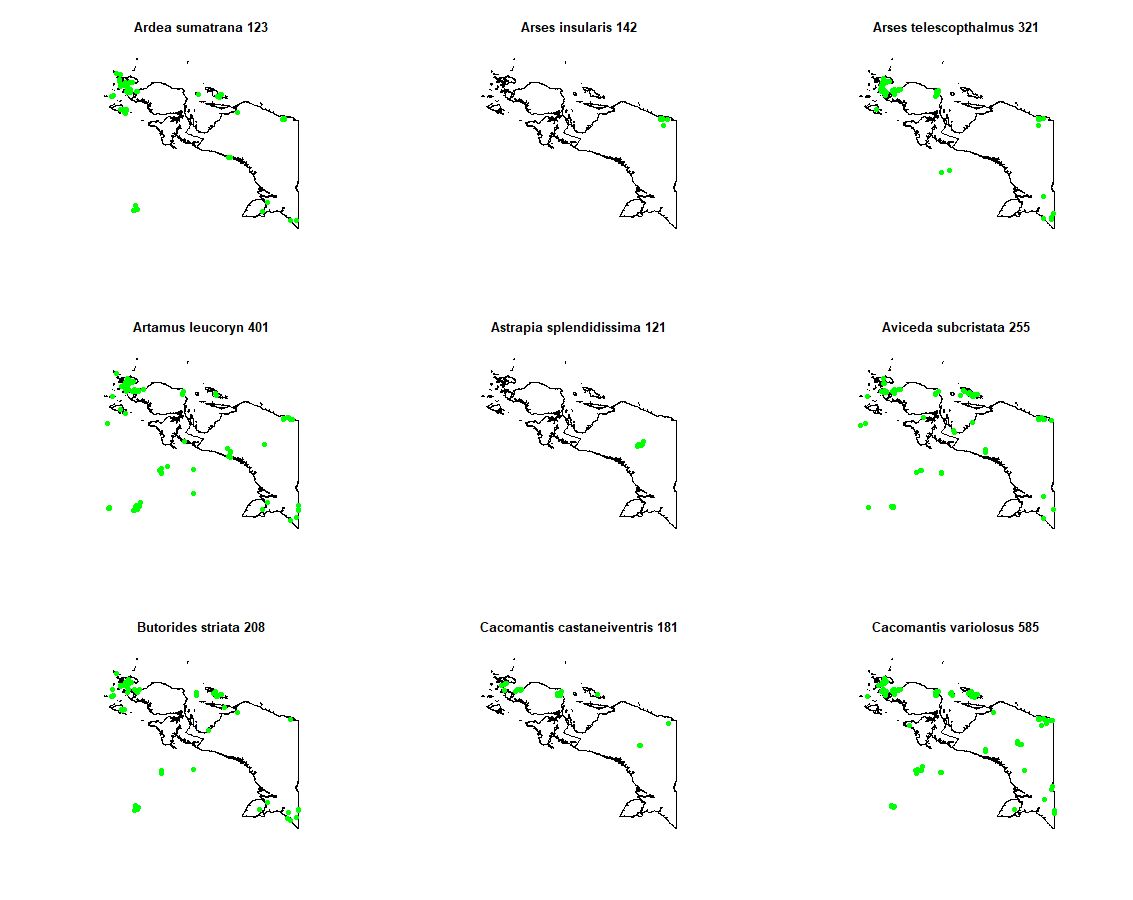 Ardea sumatrana 123
Arses insularis 142
Arses telescopthalmus 321
Artamus leucoryn 401
Astrapia splendidissima 121
Aviceda subcristata 255
Butorides striata 208
Cacomantis castaneiventris 181
Cacomantis variolosus 585